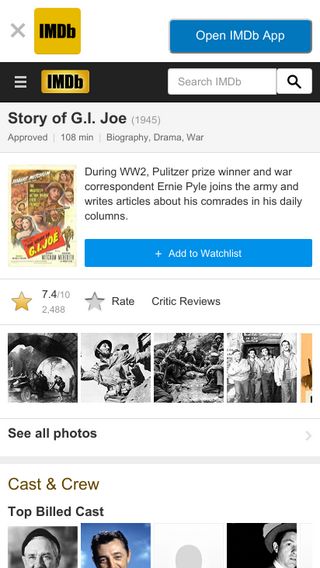 IMDb
Open IMDb App
IMDb
Search IMDb
Story of G.I. Joe (1945)
Approved | 108 min | Biography, Drama, War
During WW2, Pulitzer prize winner and war
correspondent Ernie Pyle joins the army and
writes articles about his comrades in his daily
columns.
G.I. JOE
MEREDITH
+ Add to Watchlist
7.4/10
2,488
Rate
Critic Reviews
See all photos
Cast & Crew
Top Billed Cast